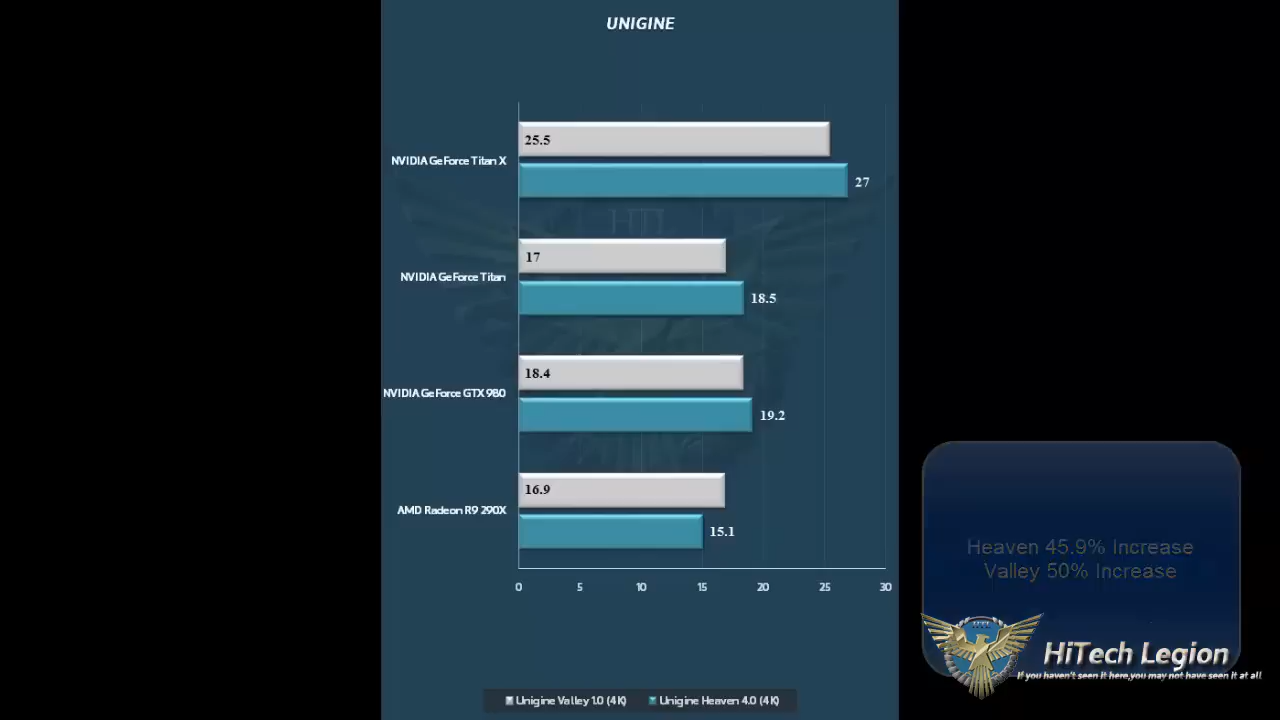 UNIGINE
25.5
NVIDIA GeForce Titan X
27
HTL
17
NVIDIA GeForce Titan
18.5
18.4
NVIDIA GeForce GTX 980
19.2
16.9
AMD Radeon R9 290X
15.1
0 5 10 15 20 25 30
Unigine Valley 1.0 (4K) Unigine Heaven 4.0 (4K)
Heaven 45.9% Increase
Valley 50% Increase
HTL
HiTech Legion
If you haven't seen it here,you may not have seen it at all